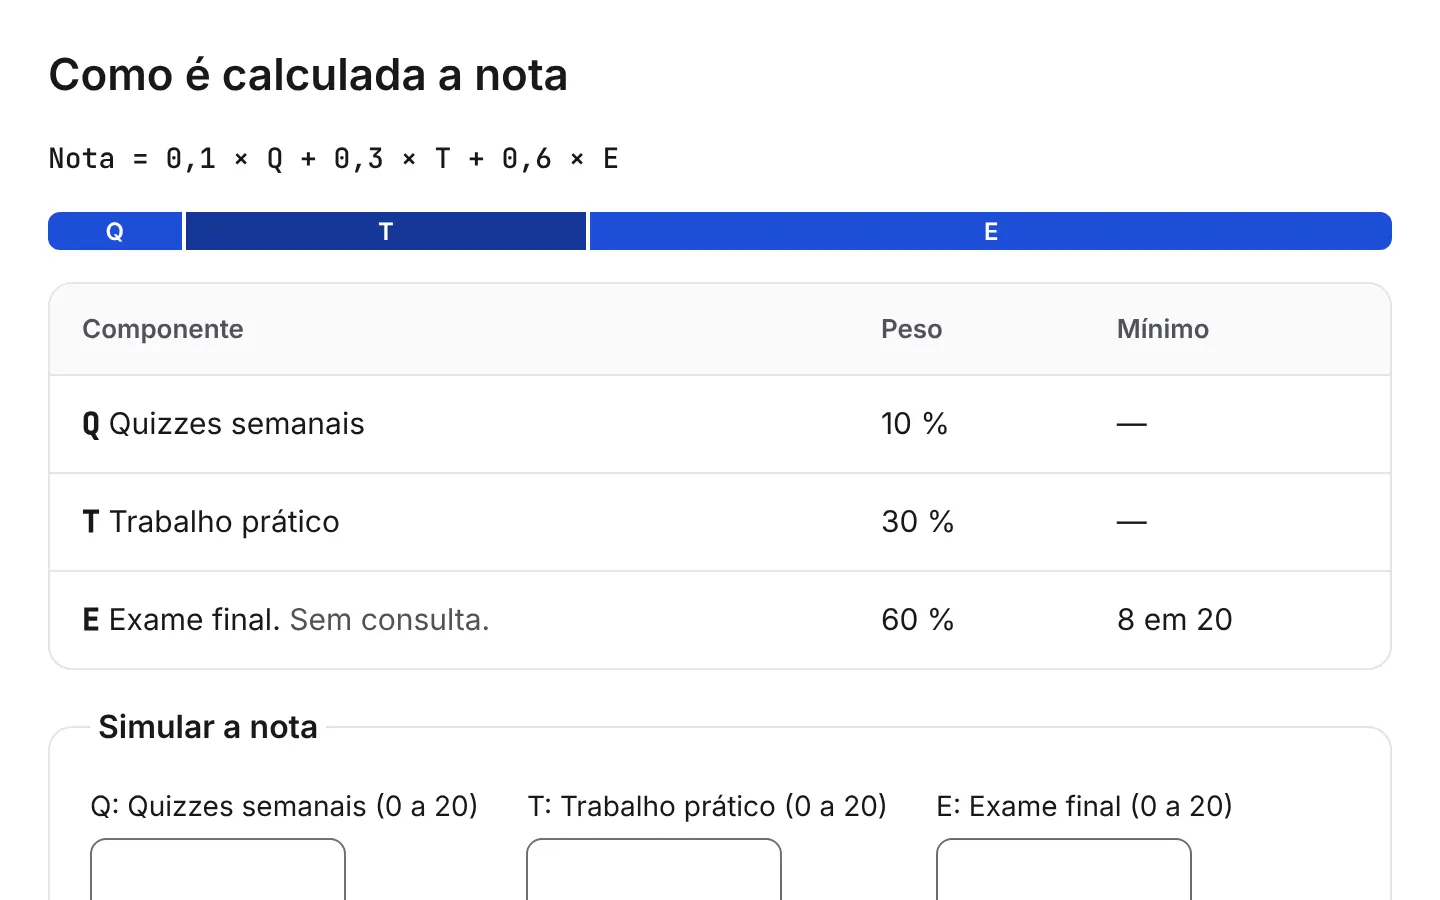 Como é calculada a nota
Nota = 0,1 × Q + 0,3 × T + 0,6 × E
Q T E
Componente Peso Mínimo
Q Quizzes semanais 10 % —
T Trabalho prático 30 % —
E Exame final. Sem consulta. 60 % 8 em 20
Simular a nota
Q: Quizzes semanais (0 a 20) T: Trabalho prático (0 a 20) E: Exame final (0 a 20)